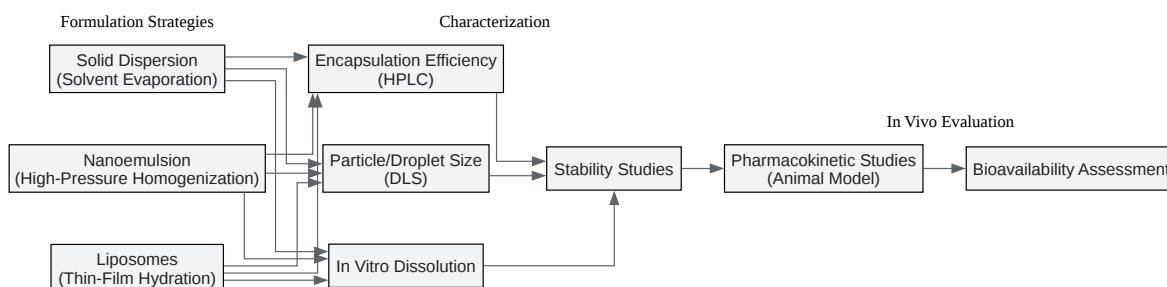 Formulation Strategies
Characterization
Solid Dispersion
(Solvent Evaporation)
Encapsulation Efficiency
(HPLC)
In Vivo Evaluation
Nanoemulsion
(High-Pressure Homogenization)
Particle/Droplet Size
(DLS)
Stability Studies
Pharmacokinetic Studies
(Animal Model)
Bioavailability Assessment
Liposomes
(Thin-Film Hydration)
In Vitro Dissolution